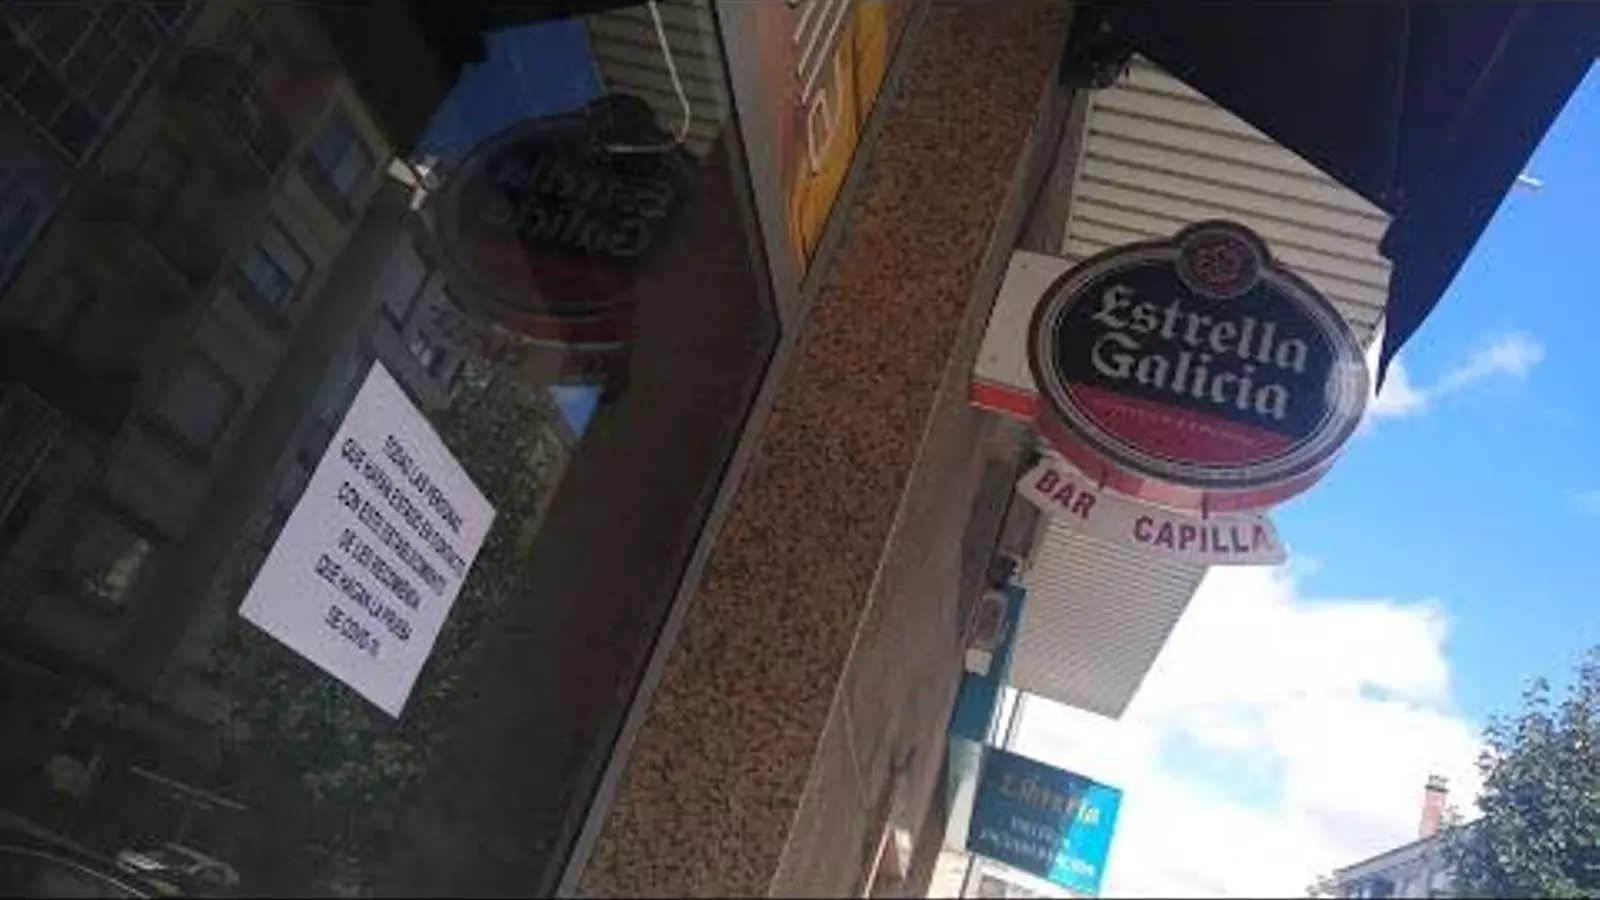 TODAS LAS PERSONAS
QUE HAYAN ESTADO EN CONTACTO
CON ESTE ESTABLECIMIENTO
SE LES RECOMIENDA
QUE HAGAN LA PRUEBA
DE COVID-19
Estrella
Galicia
BAR CAPILLA